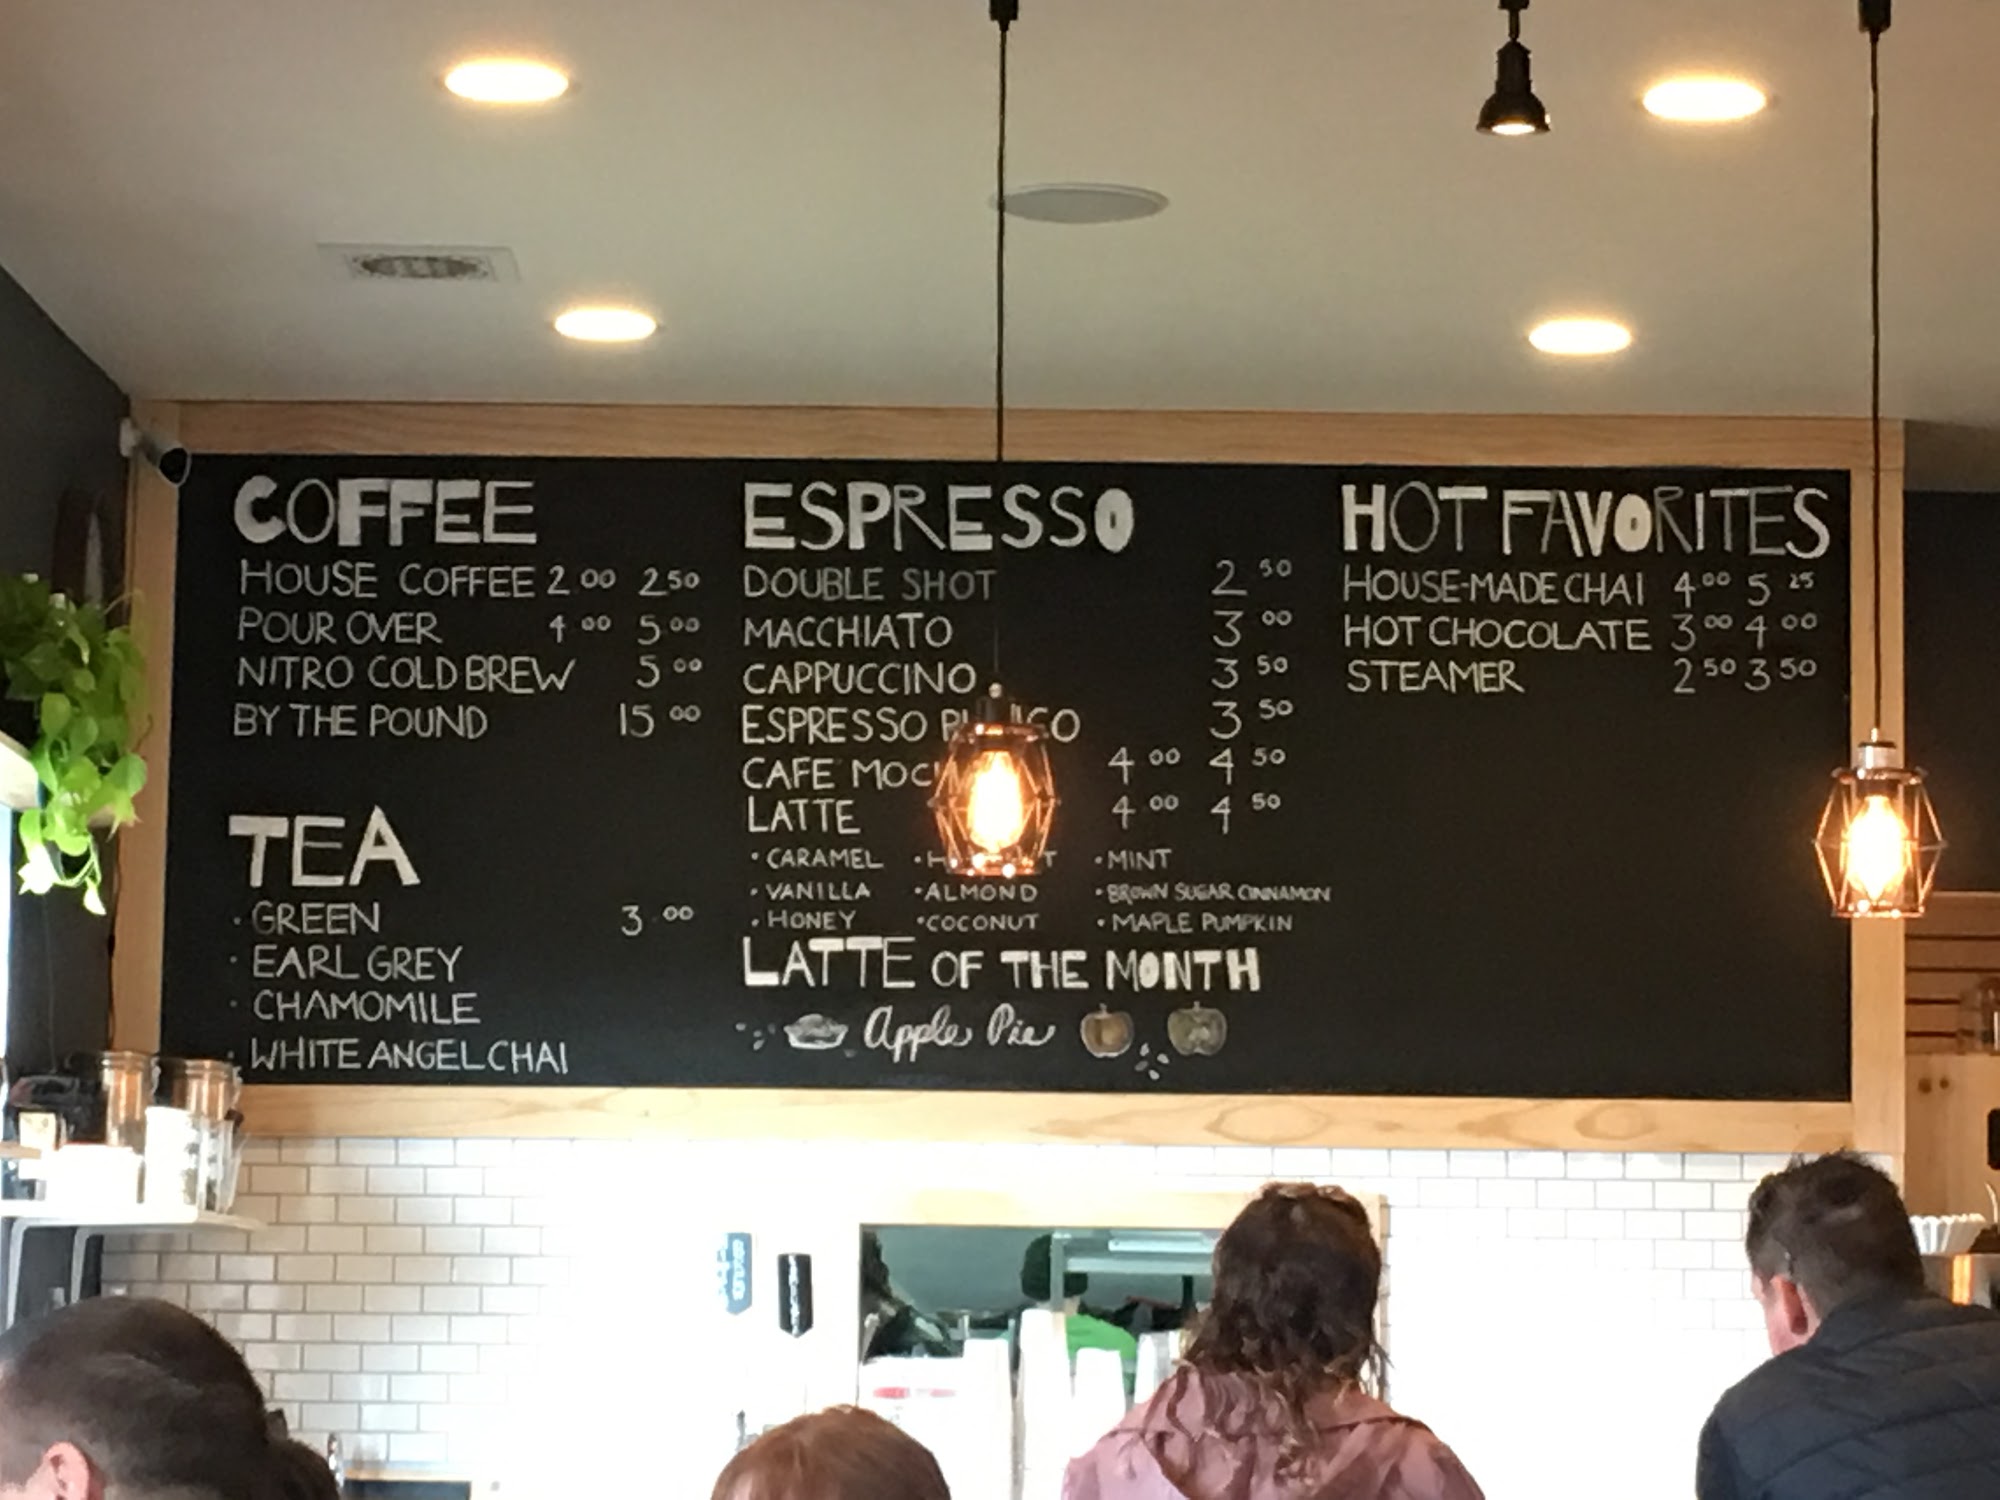 COFFEE
HOUSE COFFEE 2.00 2.50
POUR OVER 4.00 5.00
NITRO COLD BREW 5.00
BY THE POUND 15.00
TEA
• GREEN 3.00
• EARL GREY
• CHAMOMILE
• WHITE ANGEL CHAI
ESPRESSO
DOUBLE SHOT 2.50
MACCHIATO 3.00
CAPPUCCINO 3.50
ESPRESSO 3.50
CAFE 4.00 4.50
LATTE 4.00 4.50
• CARAMEL • MINT
• VANILLA • ALMOND • BROWN SUGAR CINNAMON
• HONEY • COCONUT • MAPLE PUMPKIN
LATTE OF THE MONTH
Apple Pie
HOT FAVORITES
HOUSE-MADE CHAI 4.00 5.25
HOT CHOCOLATE 3.00 4.00
STEAMER 2.50 3.50